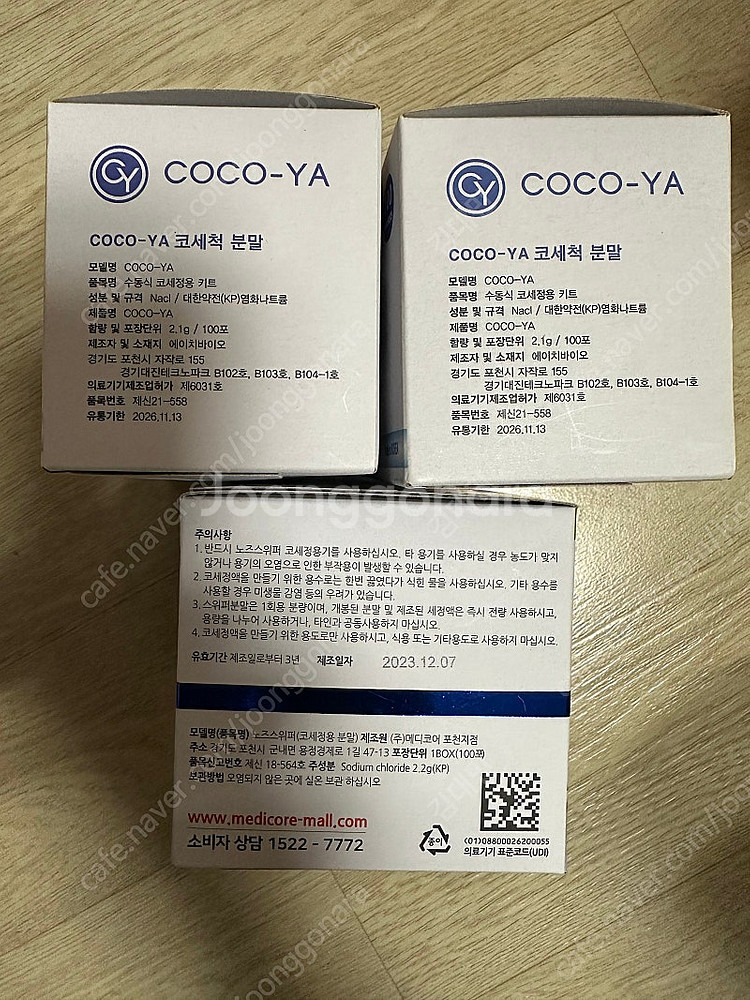 CY COCO-YA
COCO-YA 코세척 분말
모델명 COCO-YA
품목명 수동식 코세정용 키트
성분 및 규격 Nacl / 대한약전(KP)염화나트륨
제품명 COCO-YA
함량 및 포장단위 2.1g / 100포
제조자 및 소재지 에이치바이오
경기도 포천시 자작로 155
경기대진테크노파크 B102호, B103호, B104-1호
의료기기제조업허가 제6031호
품목번호 제신21-558
유통기한 2026.11.13
CY COCO-YA
COCO-YA 코세척 분말
모델명 COCO-YA
품목명 수동식 코세정용 키트
성분 및 규격 Nacl / 대한약전(KP)염화나트륨
제품명 COCO-YA
함량 및 포장단위 2.1g / 100포
제조자 및 소재지 에이치바이오
경기도 포천시 자작로 155
경기대진테크노파크 B102호, B103호, B104-1호
의료기기제조업허가 제6031호
품목번호 제신21-558
유통기한 2026.11.13
Joonggonara
주의사항
1. 반드시 노즈스위퍼 코세정용기를 사용하십시오. 타 용기를 사용하실 경우 농도가 맞지
않거나 용기의 오염으로 인한 부작용이 발생할 수 있습니다.
2. 코세정액을 만들기 위한 용수로는 한번 끓였다가 식힌 물을 사용하십시오. 기타 용수를
사용할 경우 미생물 감염 등의 우려가 있습니다.
3. 스위퍼분말은 1회용 분량이며, 개봉된 분말 및 제조된 세정액은 즉시 전량 사용하시고,
용량을 나누어 사용하거나, 타인과 공동사용하지 마십시오.
4. 코세정액을 만들기 위한 용도로만 사용하시고, 식용 또는 기타용도로 사용하지 마십시오.
유효기간 제조일로부터 3년 제조일자 2023.12.07
모델명(품목명) 노즈스위퍼(코세정용 분말) 제조원 (주)메디코어 포천지점
주소 경기도 포천시 군내면 용정경제로 1길 47-13 포장단위 1BOX(100포)
품목신고번호 제신 18-564호 주성분 Sodium chloride 2.2g(KP)
보관방법 오염되지 않은 곳에 실온 보관 하십시오
www.medicore-mall.com
소비자 상담 1522 - 7772
종이
(01)08800026200055
의료기기 표준코드(UDI)
cafe.naver.com/joonggonara